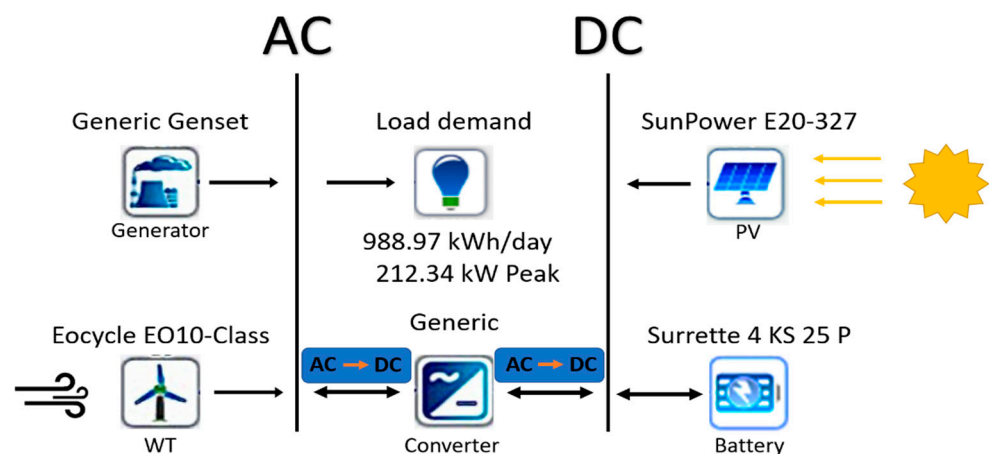 AC
DC
Generic Genset
Load demand
SunPower E20-327
Generator
PV
988.97 kWh/day
212.34 kW Peak
Eocycle EO10-Class
Generic
Surrette 4 KS 25 P
AC → DC
AC → DC
WT
Converter
Battery